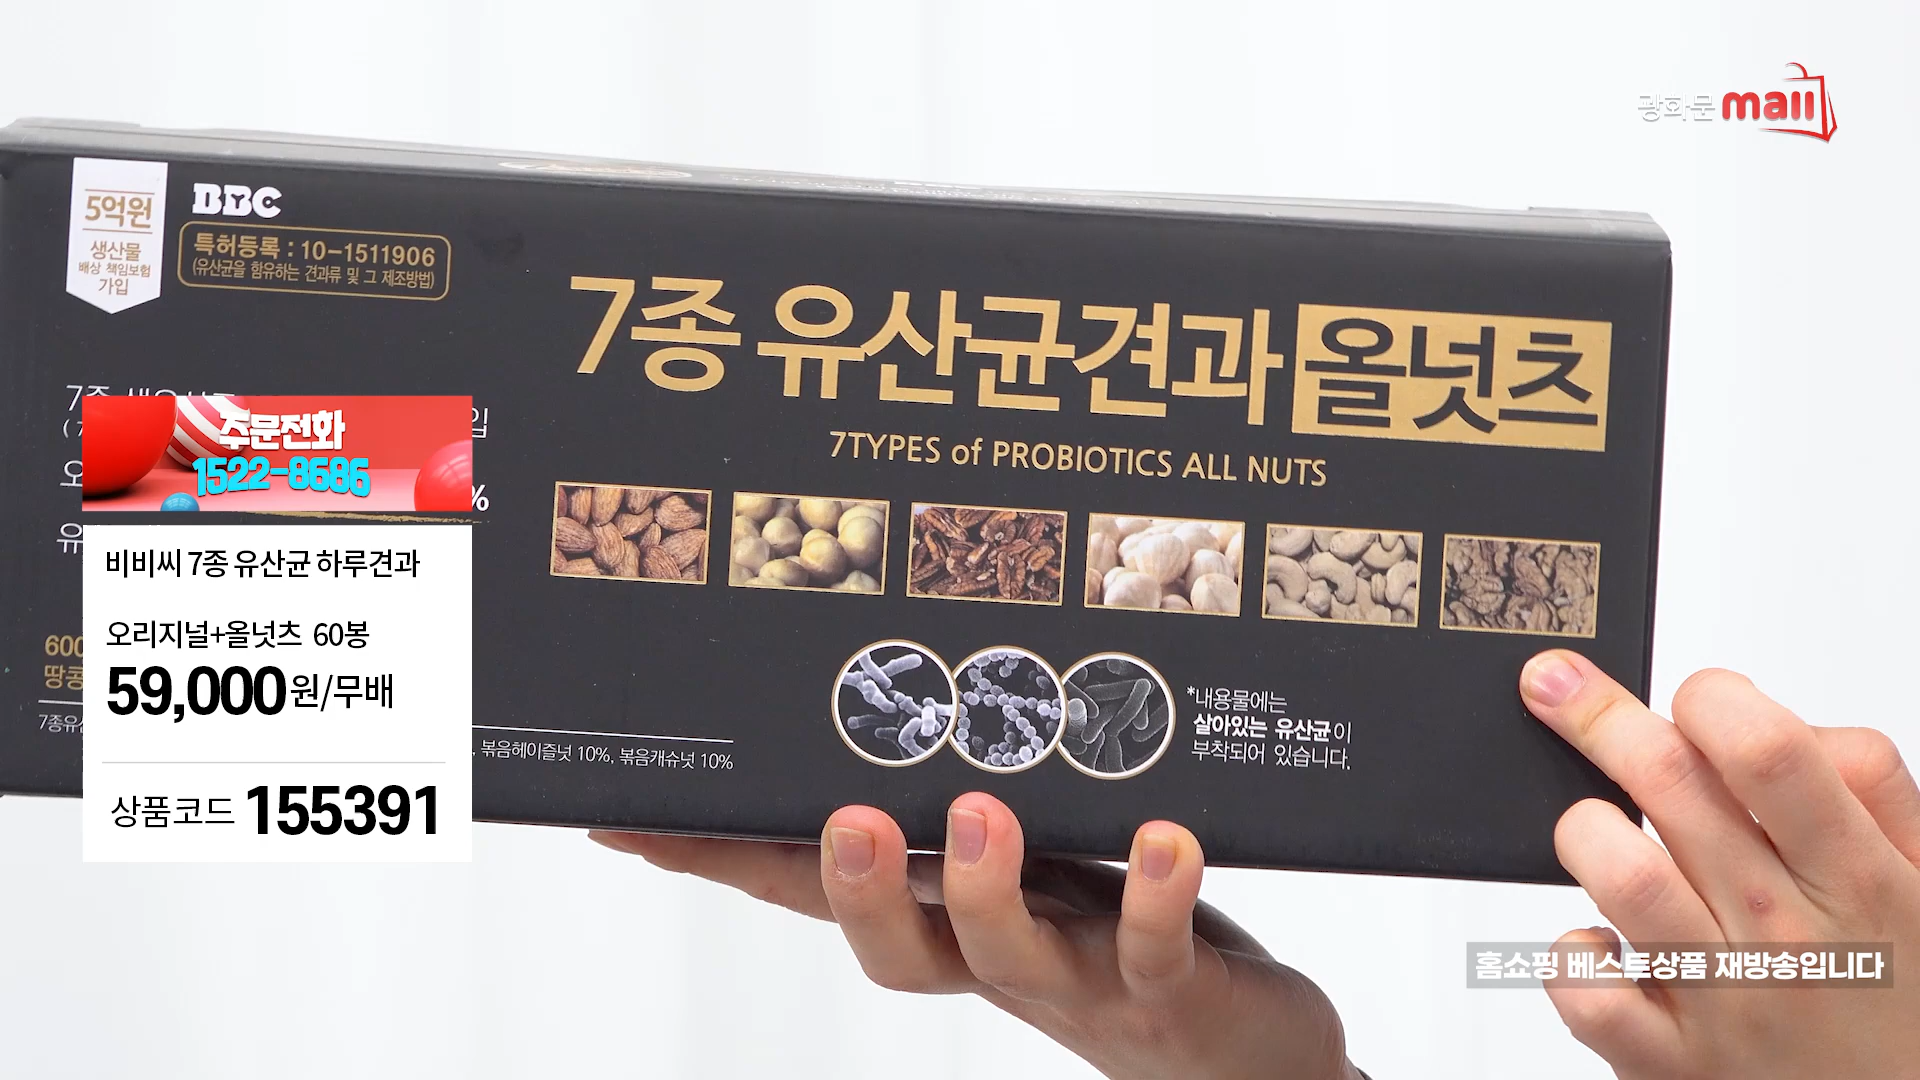 광화문 mall
5억원
생산물
배상 책임보험
가입
BBC
특허등록 : 10-1511906
(유산균을 함유하는 견과류 및 그 제조방법)
7종 유산균견과 올넛츠
7TYPES of PROBIOTICS ALL NUTS
입
%
주문전화
1522-8686
비비씨 7종 유산균 하루견과
오리지널+올넛츠 60봉
59,000원/무배
상품코드 155391
600
땅콩
, 볶음헤이즐넛 10%, 볶음캐슈넛 10%
*내용물에는
살아있는 유산균이
부착되어 있습니다.
홈쇼핑 베스트상품 재방송입니다